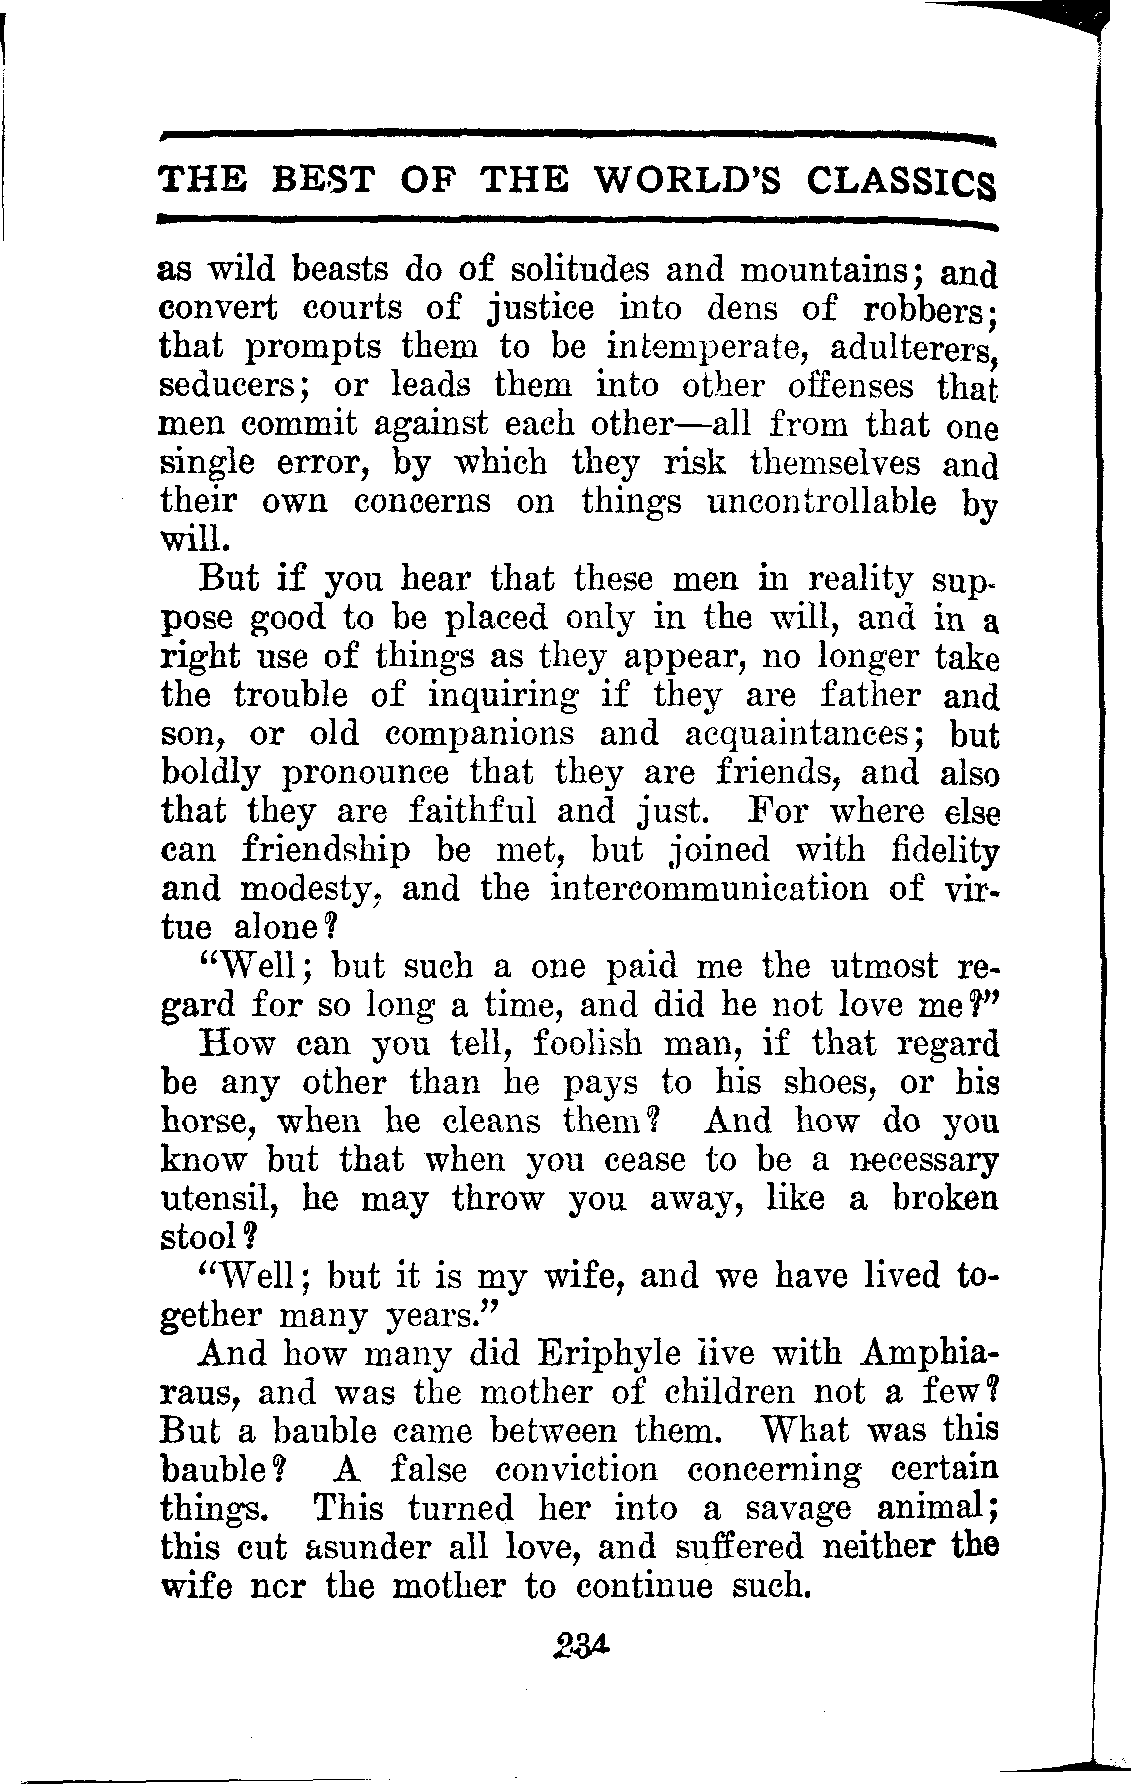 THE BEST OF THE WORLD'S CLASSICS
as wild beasts do of solitudes and mountains; and
convert courts of justice into dens of robbers;
that prompts them to be intemperate, adulterers,
seducers; or leads them into other offenses that
men commit against each other—all from that one
single error, by which they risk themselves and
their own concerns on things uncontrollable by
will.
But if you hear that these men in reality sup-
pose good to be placed only in the will, and in a
right use of things as they appear, no longer take
the trouble of inquiring if they are father and
son, or old companions and acquaintances; but
boldly pronounce that they are friends, and also
that they are faithful and just. For where else
can friendship be met, but joined with fidelity
and modesty, and the intercommunication of vir-
tue alone?
"Well; but such a one paid me the utmost re-
gard for so long a time, and did he not love me?"
How can you tell, foolish man, if that regard
be any other than he pays to his shoes, or his
horse, when he cleans them? And how do you
know but that when you cease to be a necessary
utensil, he may throw you away, like a broken
stool?
"Well; but it is my wife, and we have lived to-
gether many years."
And how many did Eriphyle live with Amphia-
raus, and was the mother of children not a few?
But a bauble came between them. What was this
bauble? A false conviction concerning certain
things. This turned her into a savage animal;
this cut asunder all love, and suffered neither the
wife nor the mother to continue such.
234